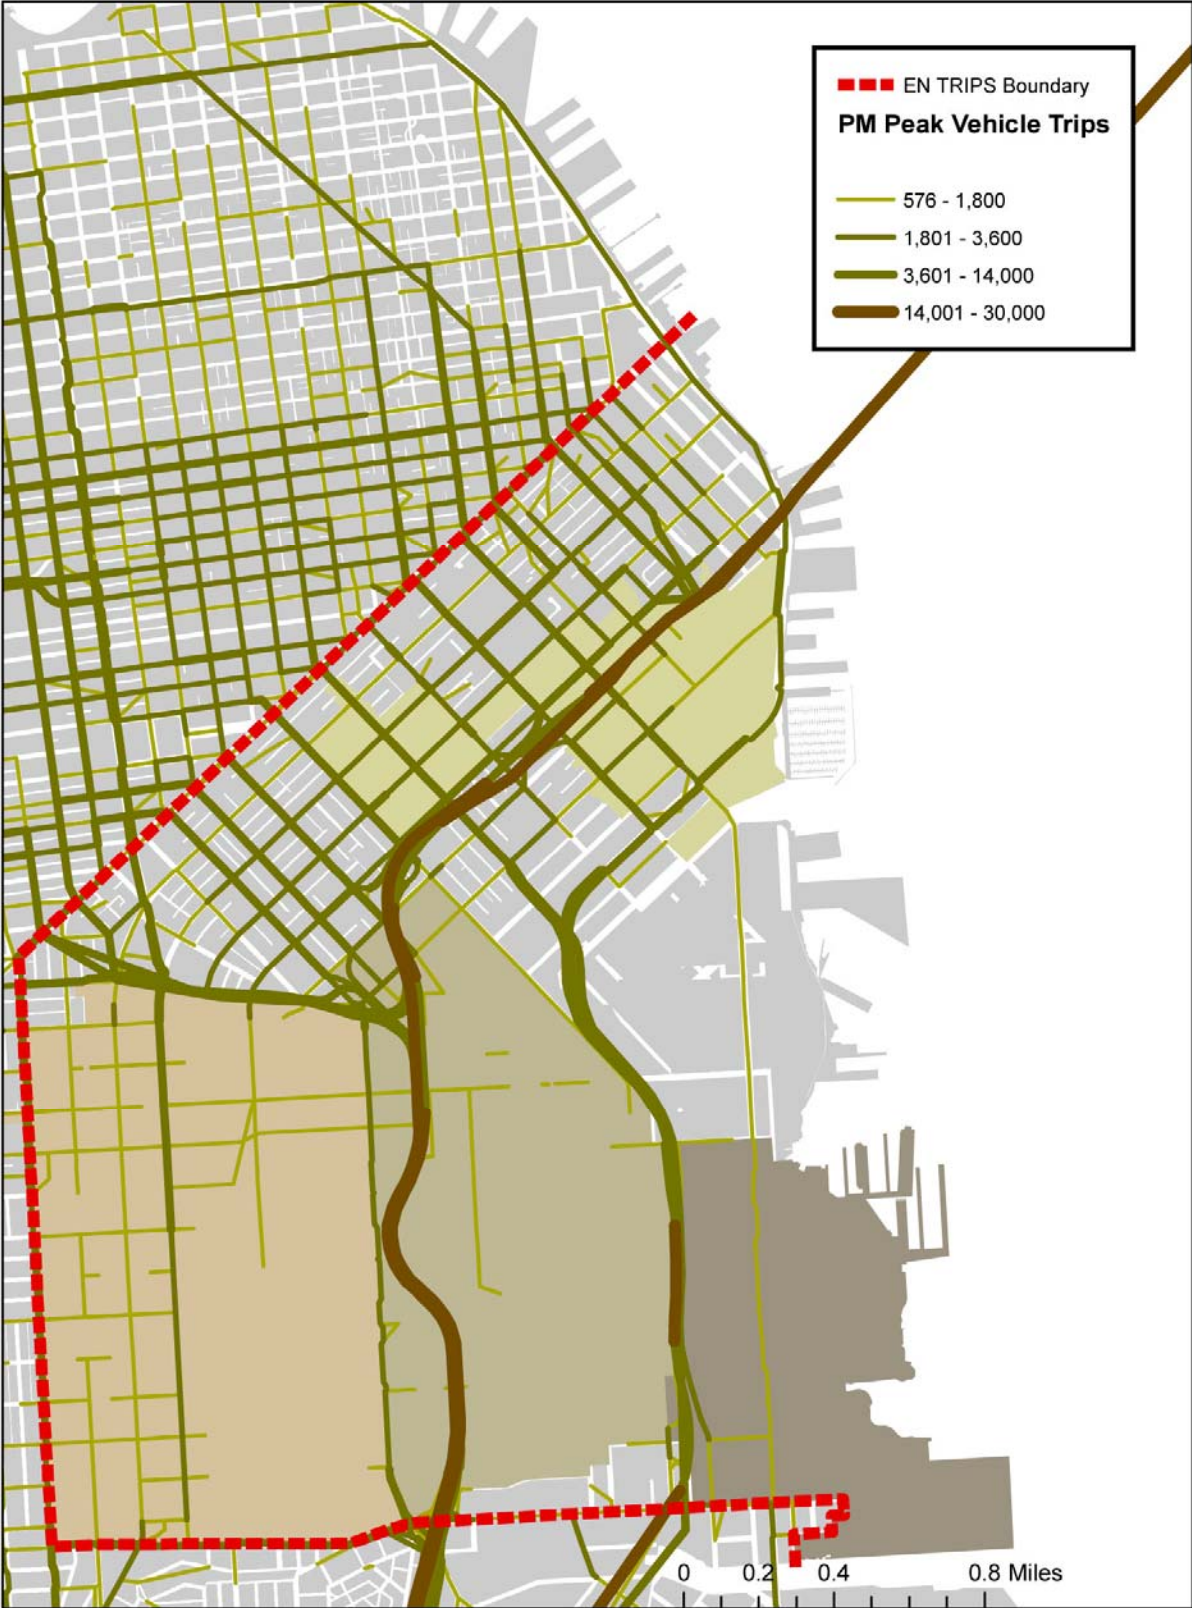 EN TRIPS Boundary
PM Peak Vehicle Trips
576 - 1,800
1,801 - 3,600
3,601 - 14,000
14,001 - 30,000
0 0.2 0.4 0.8 Miles